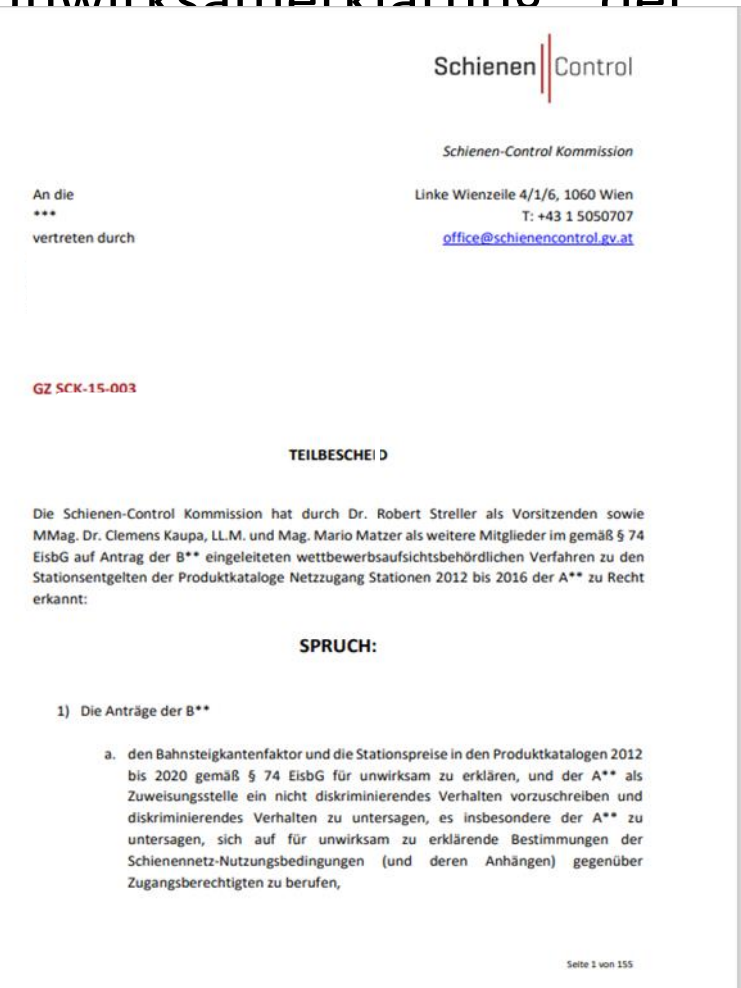 Schienen Control
Schienen-Control Kommission
An die
***
vertreten durch
Linke Wienzeile 4/1/6, 1060 Wien
T: +43 1 5050707
office@schienencontrol.gv.at
GZ SCK-15-003
TEILBESCHEID
Die Schienen-Control Kommission hat durch Dr. Robert Streller als Vorsitzenden sowie
MMag. Dr. Clemens Kaupa, LL.M. und Mag. Mario Matzer als weitere Mitglieder im gemäß § 74
EisbG auf Antrag der B** eingeleiteten wettbewerbsaufsichtsbehördlichen Verfahren zu den
Stationsentgelten der Produktkataloge Netzzugang Stationen 2012 bis 2016 der A** zu Recht
erkannt:
SPRUCH:
1) Die Anträge der B**
a. den Bahnsteigkantenfaktor und die Stationspreise in den Produktkatalogen 2012
bis 2020 gemäß § 74 EisbG für unwirksam zu erklären, und der A** als
Zuweisungsstelle ein nicht diskriminierendes Verhalten vorzuschreiben und
diskriminierendes Verhalten zu untersagen, es insbesondere der A** zu
untersagen, sich auf für unwirksam zu erklärende Bestimmungen der
Schienennetz-Nutzungsbedingungen (und deren Anhängen) gegenüber
Zugangsberechtigten zu berufen,
Seite 1 von 155